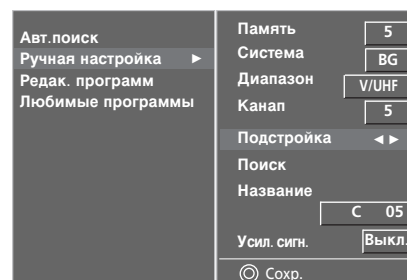 Авт.поиск
Ручная настройка ►
Редак. программ
Любимые программы
Память 5
Система BG
Диапазон V/UHF
Канап 5
Подстройка ◄ ►
Поиск
Название
C 05
Усил. сигн. Выкл.
Сохр.